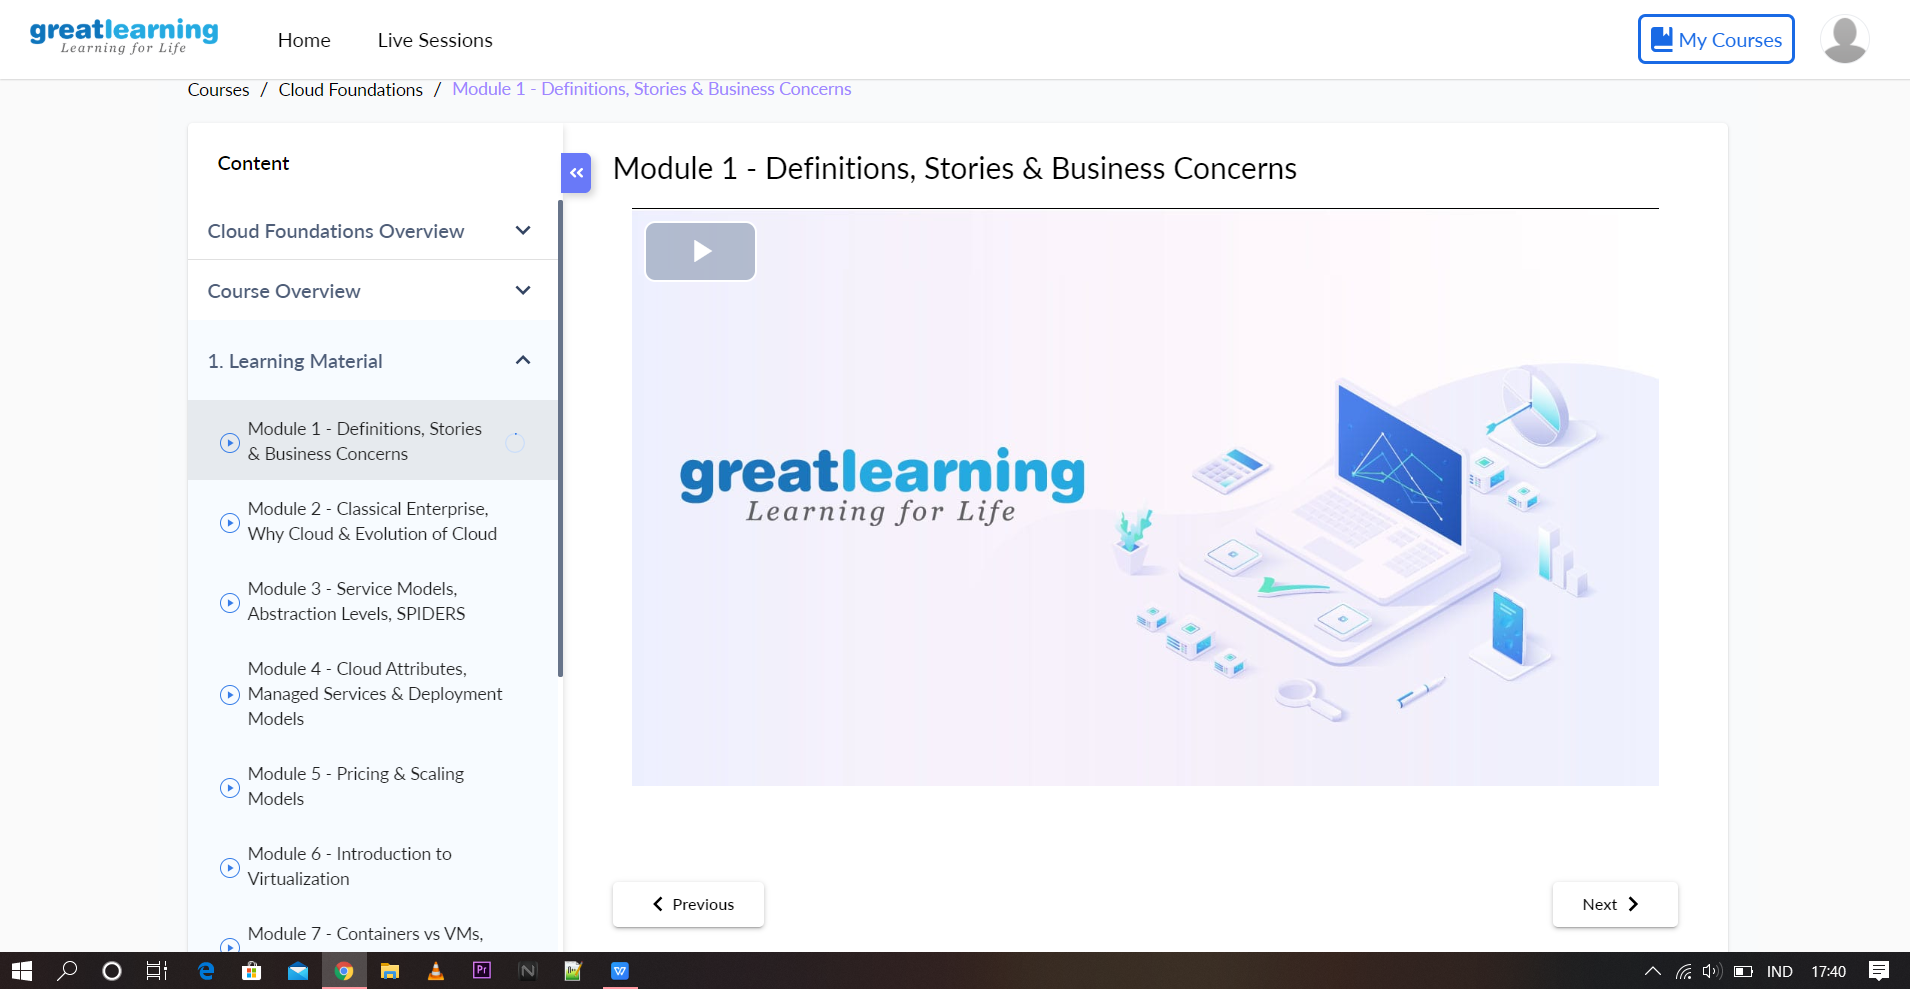 greatlearning
Learning for Life
Home
Live Sessions
My Courses
Courses / Cloud Foundations / Module 1 - Definitions, Stories & Business Concerns
Content
Cloud Foundations Overview
Course Overview
1. Learning Material
Module 1 - Definitions, Stories
& Business Concerns
Module 2 - Classical Enterprise,
Why Cloud & Evolution of Cloud
Module 3 - Service Models,
Abstraction Levels, SPIDERS
Module 4 - Cloud Attributes,
Managed Services & Deployment
Models
Module 5 - Pricing & Scaling
Models
Module 6 - Introduction to
Virtualization
Module 7 - Containers vs VMs,
Module 1 - Definitions, Stories & Business Concerns
greatlearning
Learning for Life
Previous
Next
Pr
N
W
IND
17:40